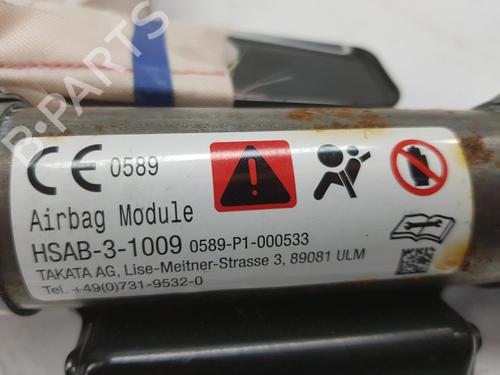 B-PARTS
CE 0589
Airbag Module
HSAB-3-1009 0589-P1-000533
TAKATA AG, Lise-Meitner-Strasse 3, 89081 ULM
Tel. +49(0)731-9532-0